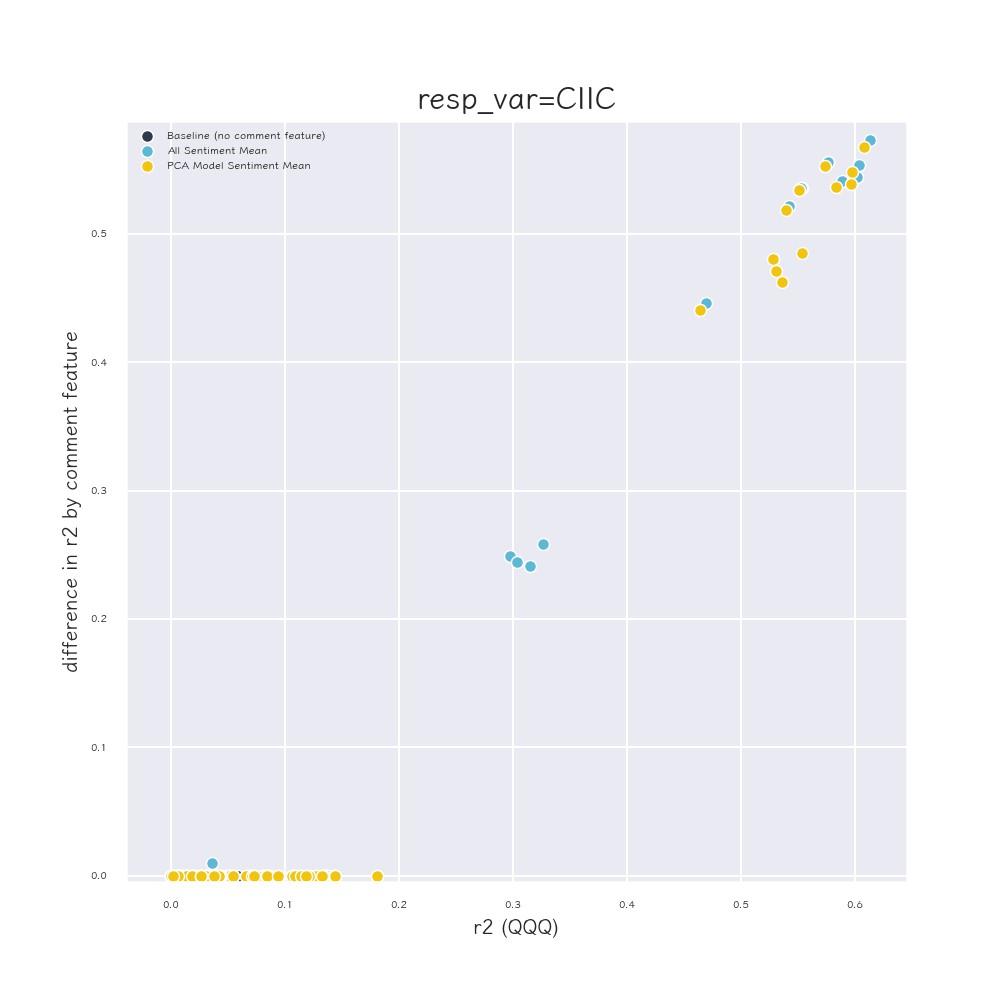 resp_var=CIIC
Baseline (no comment feature)
All Sentiment Mean
PCA Model Sentiment Mean
difference in r2 by comment feature
0.5
0.4
0.3
0.2
0.1
0.0
0.0 0.1 0.2 0.3 0.4 0.5 0.6
r2 (QQQ)